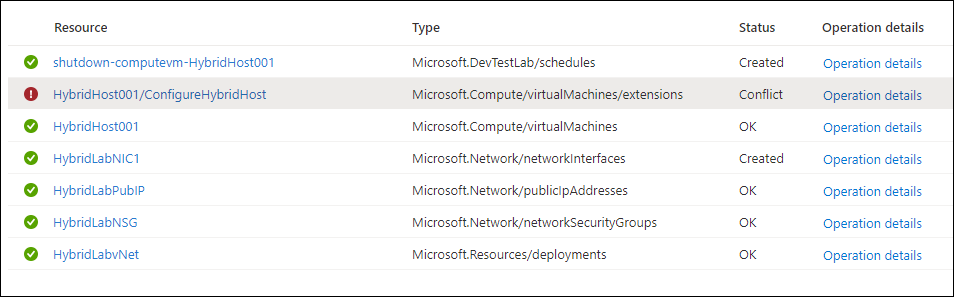 Resource Type Status Operation details
shutdown-computevm-HybridHost001 Microsoft.DevTestLab/schedules Created Operation details
HybridHost001/ConfigureHybridHost Microsoft.Compute/virtualMachines/extensions Conflict Operation details
HybridHost001 Microsoft.Compute/virtualMachines OK Operation details
HybridLabNIC1 Microsoft.Network/networkInterfaces Created Operation details
HybridLabPubIP Microsoft.Network/publicIpAddresses OK Operation details
HybridLabNSG Microsoft.Network/networkSecurityGroups OK Operation details
HybridLabvNet Microsoft.Resources/deployments OK Operation details